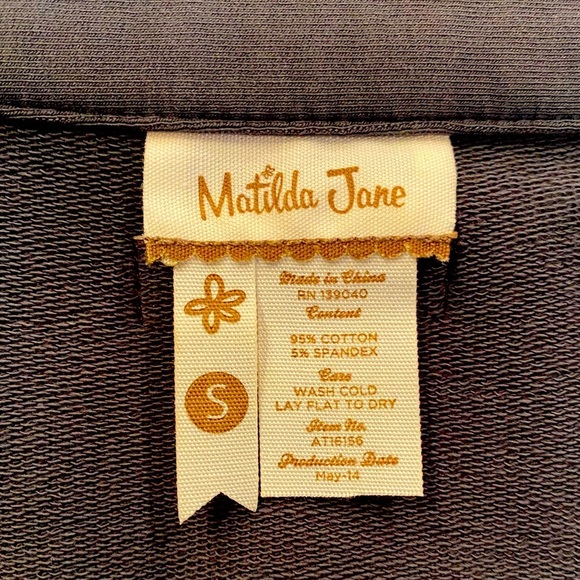 Matilda Jane
S
Made in China
RN 139040
Content
95% COTTON
5% SPANDEX
Care
WASH COLD
LAY FLAT TO DRY
Item No.
AT16156
Production Date
May-14